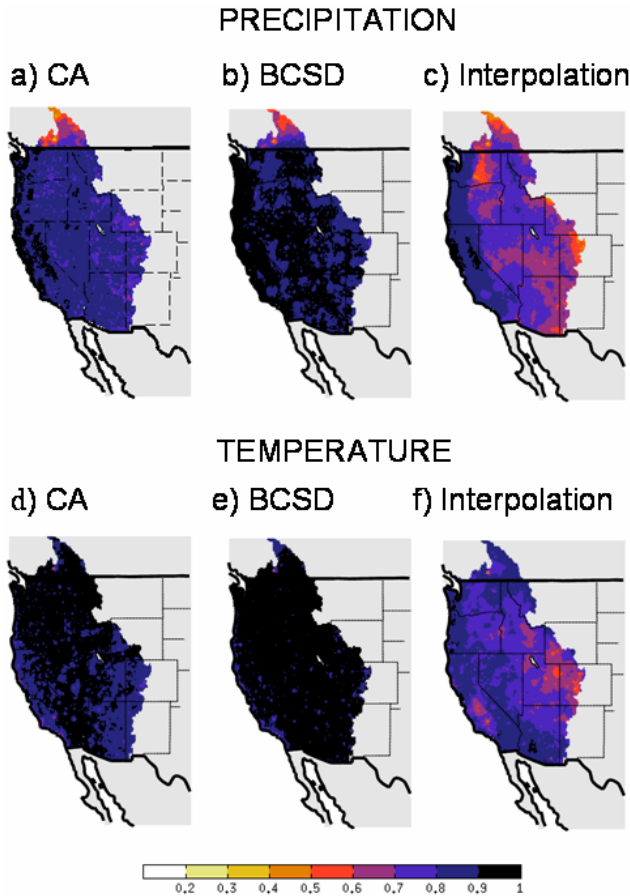 PRECIPITATION
a) CA
b) BCSD
c) Interpolation
TEMPERATURE
d) CA
e) BCSD
f) Interpolation
0.2 0.3 0.4 0.5 0.6 0.7 0.8 0.9 1